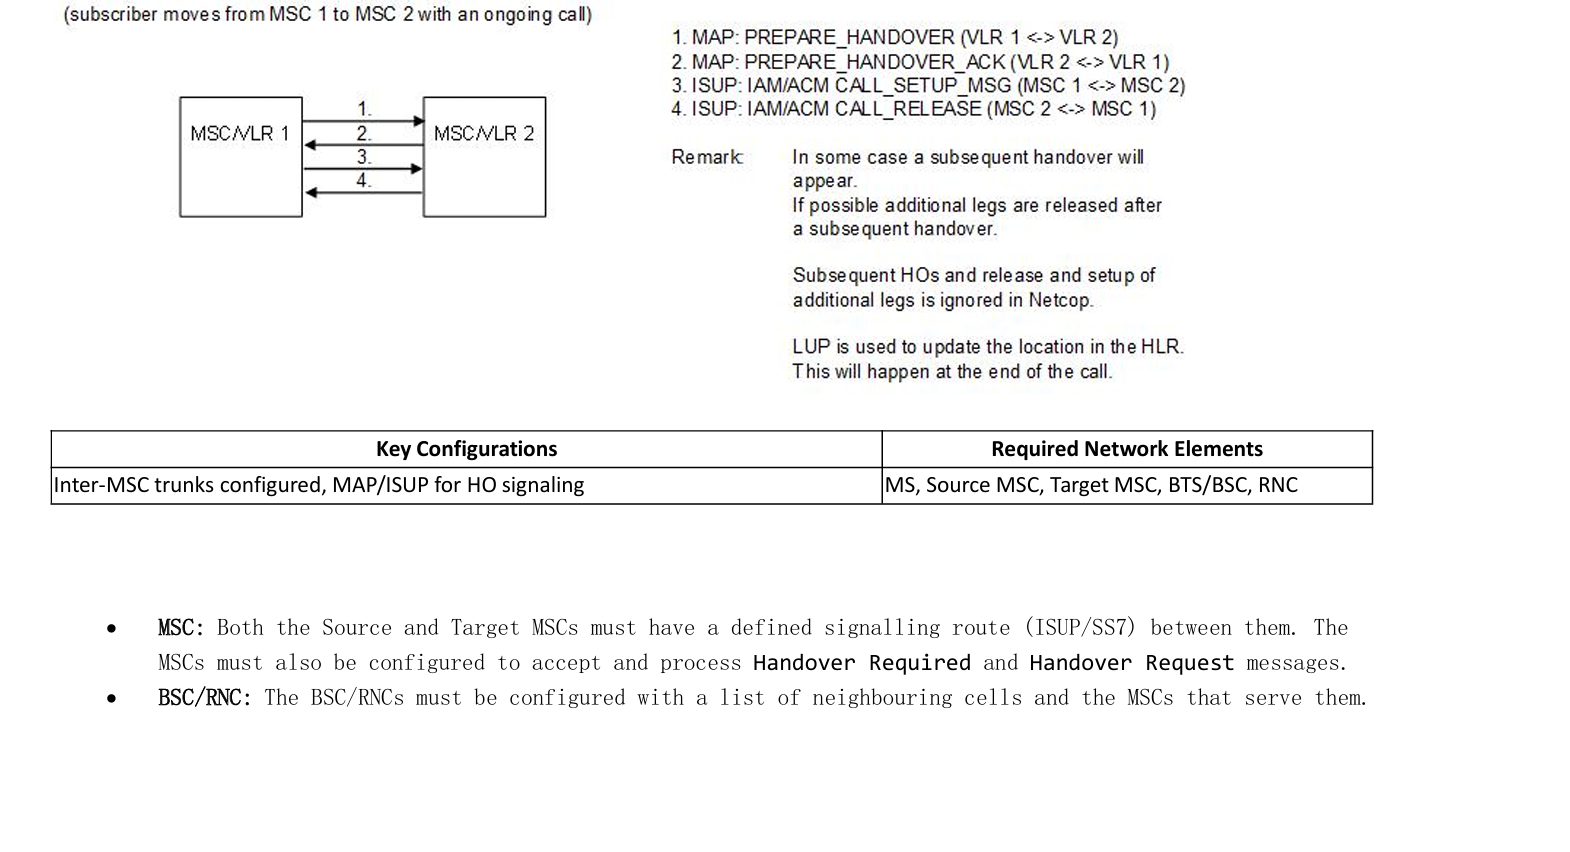 (subscriber moves from MSC 1 to MSC 2 with an ongoing call)
1. MAP: PREPARE_HANDOVER (VLR 1 <-> VLR 2)
2. MAP: PREPARE_HANDOVER_ACK (VLR 2 <-> VLR 1)
3. ISUP: IAM/ACM CALL_SETUP_MSG (MSC 1 <-> MSC 2)
4. ISUP: IAM/ACM CALL_RELEASE (MSC 2 <-> MSC 1)
MSC/VLR 1
1.
2.
3.
4.
MSC/VLR 2
Remark: In some case a subsequent handover will
appear.
If possible additional legs are released after
a subsequent handover.
Subsequent HOs and release and setup of
additional legs is ignored in Netcop.
LUP is used to update the location in the HLR.
This will happen at the end of the call.
Key Configurations Required Network Elements
Inter-MSC trunks configured, MAP/ISUP for HO signaling MS, Source MSC, Target MSC, BTS/BSC, RNC
• MSC: Both the Source and Target MSCs must have a defined signalling route (ISUP/SS7) between them. The
MSCs must also be configured to accept and process Handover Required and Handover Request messages.
• BSC/RNC: The BSC/RNCs must be configured with a list of neighbouring cells and the MSCs that serve them.